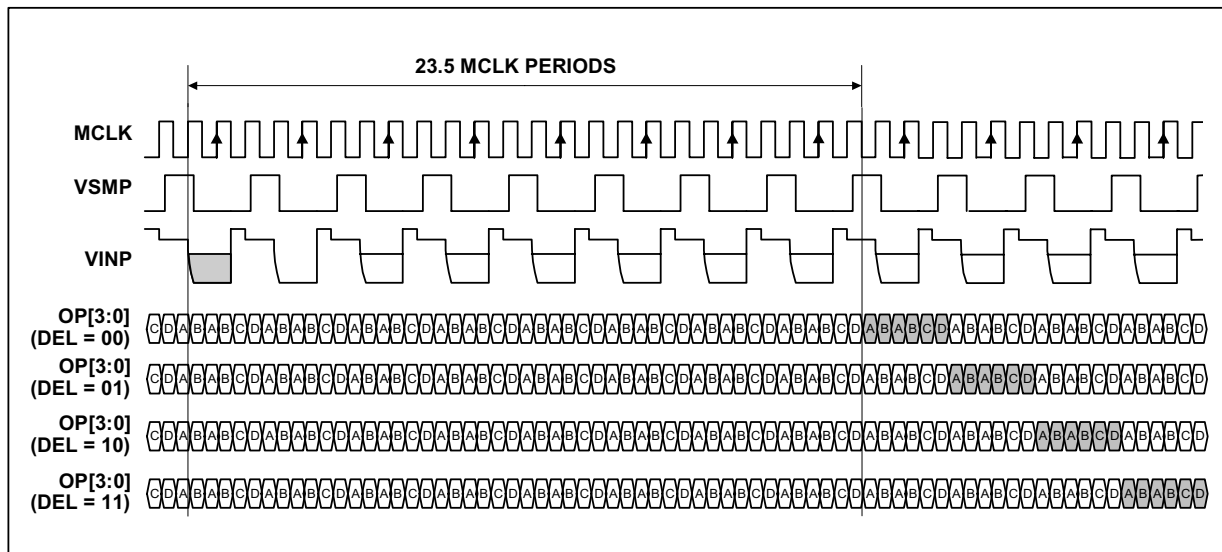 23.5 MCLK PERIODS
MCLK
VSMP
VINP
OP[3:0]
(DEL = 00)
C D A B A B C D A B A B C D A B A B C D A B A B C D A B A B C D A B A B C D A B A B C D A B A B C D A B A B C D A B A B C D A B A B C D A B A B C D
OP[3:0]
(DEL = 01)
C D A B A B C D A B A B C D A B A B C D A B A B C D A B A B C D A B A B C D A B A B C D A B A B C D A B A B C D A B A B C D A B A B C D A B A B C D
OP[3:0]
(DEL = 10)
C D A B A B C D A B A B C D A B A B C D A B A B C D A B A B C D A B A B C D A B A B C D A B A B C D A B A B C D A B A B C D A B A B C D A B A B C D
OP[3:0]
(DEL = 11)
C D A B A B C D A B A B C D A B A B C D A B A B C D A B A B C D A B A B C D A B A B C D A B A B C D A B A B C D A B A B C D A B A B C D A B A B C D